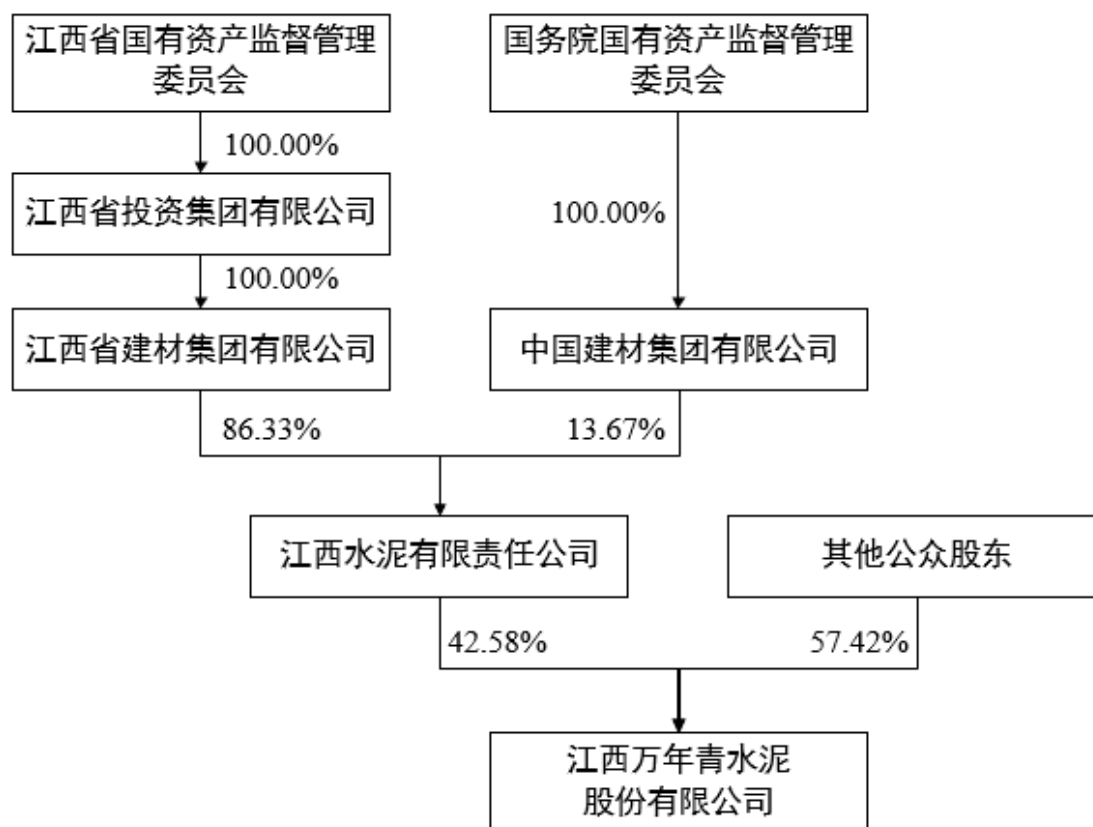 江西省国有资产监督管理
委员会
国务院国有资产监督管理
委员会
100.00%
江西省投资集团有限公司
100.00%
100.00%
江西省建材集团有限公司
中国建材集团有限公司
86.33%
13.67%
江西水泥有限责任公司
其他公众股东
42.58%
57.42%
江西万年青水泥
股份有限公司